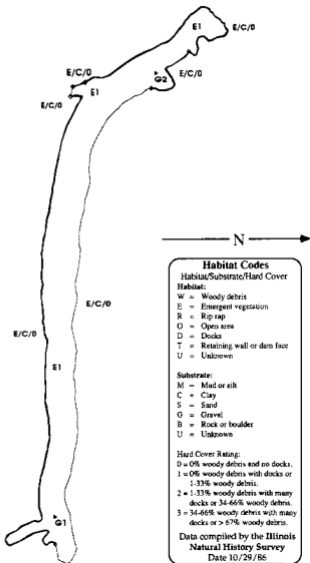 E1
E/C/0
E/C/0
G2
E/C/0
E1
E/C/0
E/C/0
E/C/0
E1
G1
N
Habitat Codes
Habitat/Substrate/Hard Cover
Habitat:
W = Woody debris
E = Emergent vegetation
R = Rip rap
O = Open area
D = Docks
T = Retaining wall or dam face
U = Unknown
Substrate:
M = Mud or silt
C = Clay
S = Sand
G = Gravel
B = Rock or boulder
U = Unknown
Hard Cover Rating:
0 = 0% woody debris and no docks.
1 = 0% woody debris with docks or
1-33% woody debris.
2 = 1-33% woody debris with many
docks or 34-66% woody debris.
3 = 34-66% woody debris with many
docks or > 67% woody debris.
Data compiled by the Illinois
Natural History Survey
Date 10/29/86